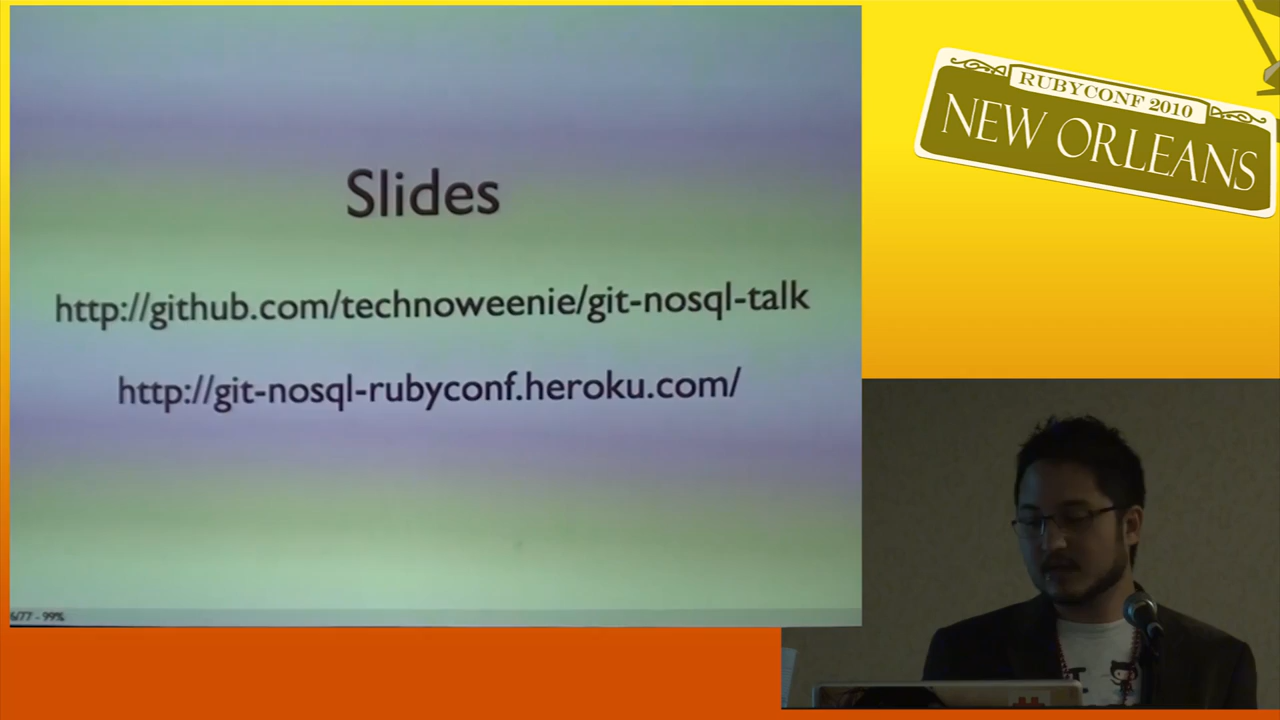 Slides
http://github.com/technoweenie/git-nosql-talk
http://git-nosql-rubyconf.heroku.com/
/77 - 99%
RUBYCONF 2010
NEW ORLEANS